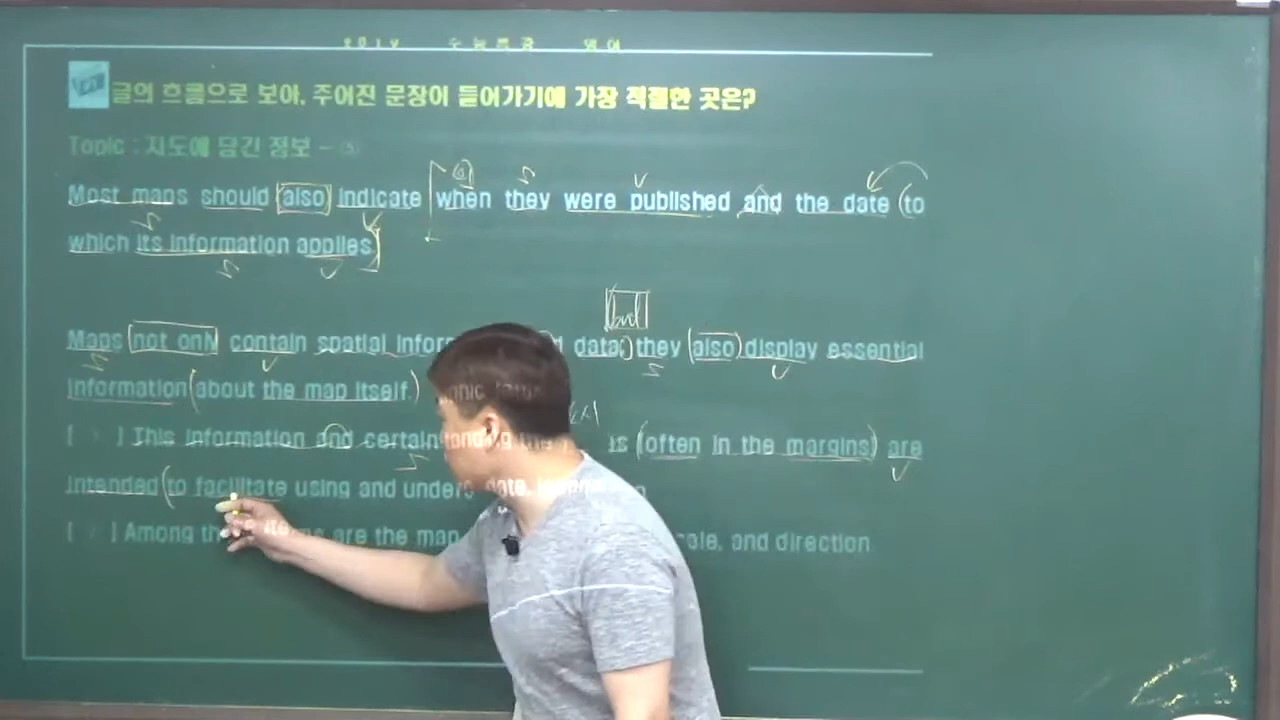 글의 흐름으로 보아, 주어진 문장이 들어가기에 가장 적절한 곳은?
Topic : 지도에 담긴 정보 -
Most maps should also indicate when they were published and the date to
which its information applies.
but
Maps not only contain spatial data; they also display essential
information about the map itself.
[ ] This information and certain is often in the margins are
intended to facilitate using and
[ ] Among are the map and direction.